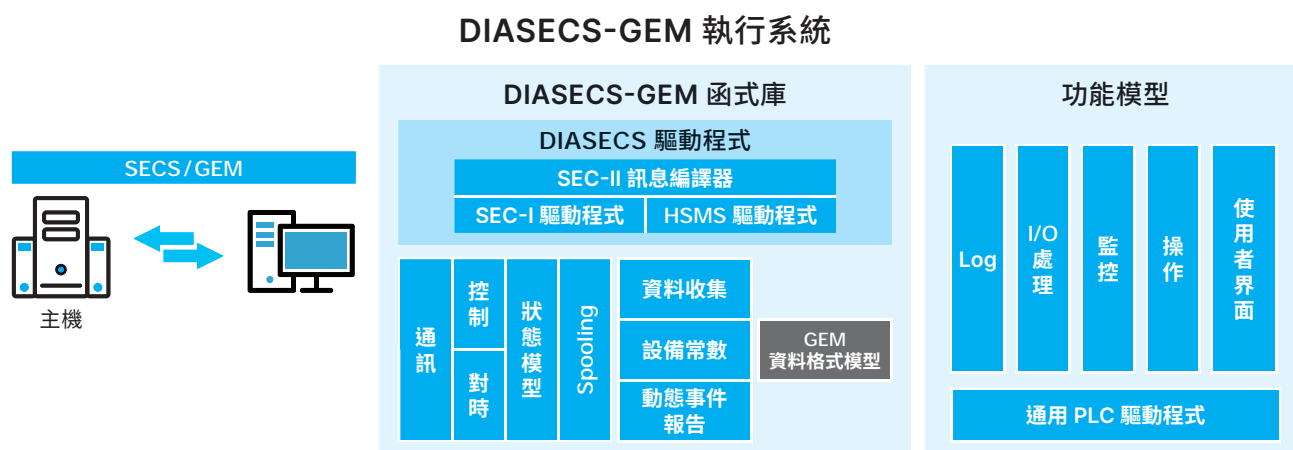 DIASECS-GEM 執行系統
SECS/GEM
主機
DIASECS-GEM 函式庫
DIASECS 驅動程式
SEC-II 訊息編譯器
SEC-I 驅動程式
HSMS 驅動程式
通訊
控制
對時
狀態模型
Spooling
資料收集
設備常數
動態事件
報告
GEM
資料格式模型
功能模型
Log
I/O
處理
監控
操作
使用者界面
通用 PLC 驅動程式